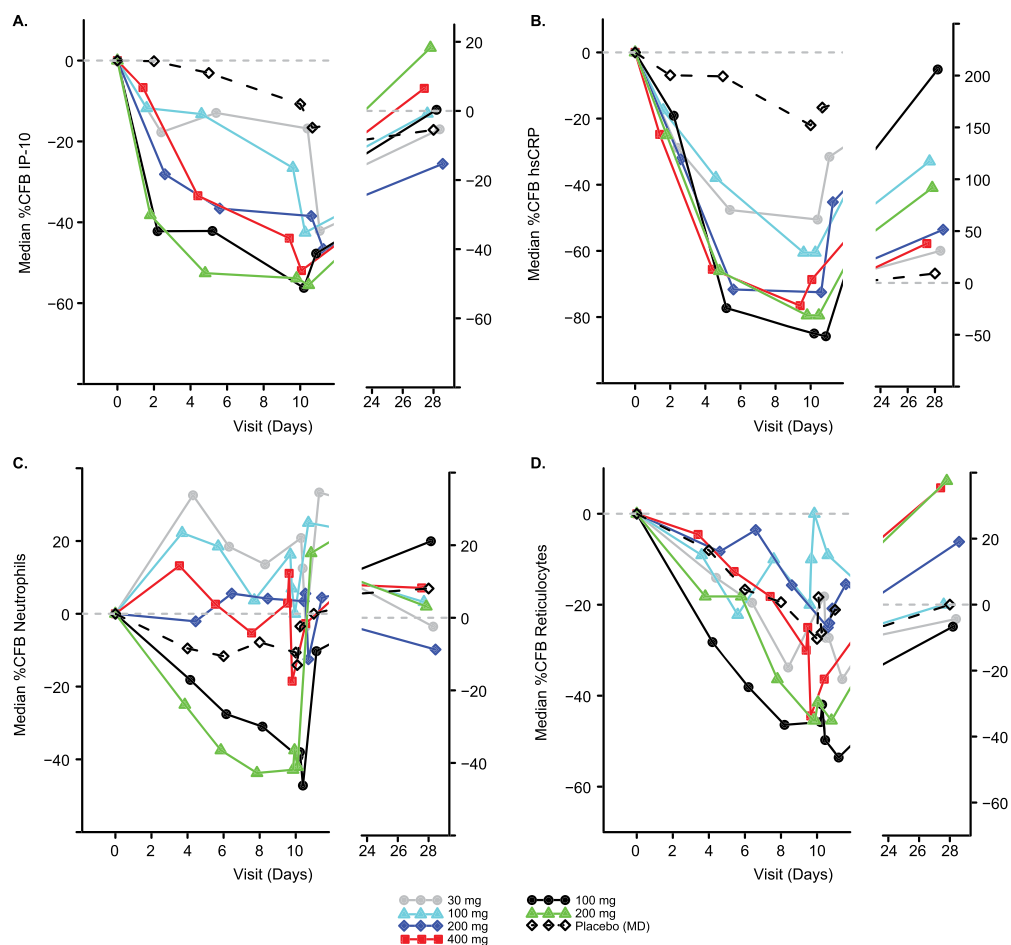 A.
Median %CFB IP-10
0
−20
−40
−60
0 2 4 6 8 10
24 26 28
20
0
−20
−40
−60
Visit (Days)
B.
Median %CFB hsCRP
0
−20
−40
−60
−80
0 2 4 6 8 10
24 26 28
200
150
100
50
0
−50
Visit (Days)
C.
Median %CFB Neutrophils
20
0
−20
−40
0 2 4 6 8 10
24 26 28
20
0
−20
−40
Visit (Days)
D.
Median %CFB Reticulocytes
0
−20
−40
−60
0 2 4 6 8 10
24 26 28
20
0
−20
−40
−60
Visit (Days)
30 mg
100 mg
200 mg
400 mg
100 mg
200 mg
Placebo (MD)